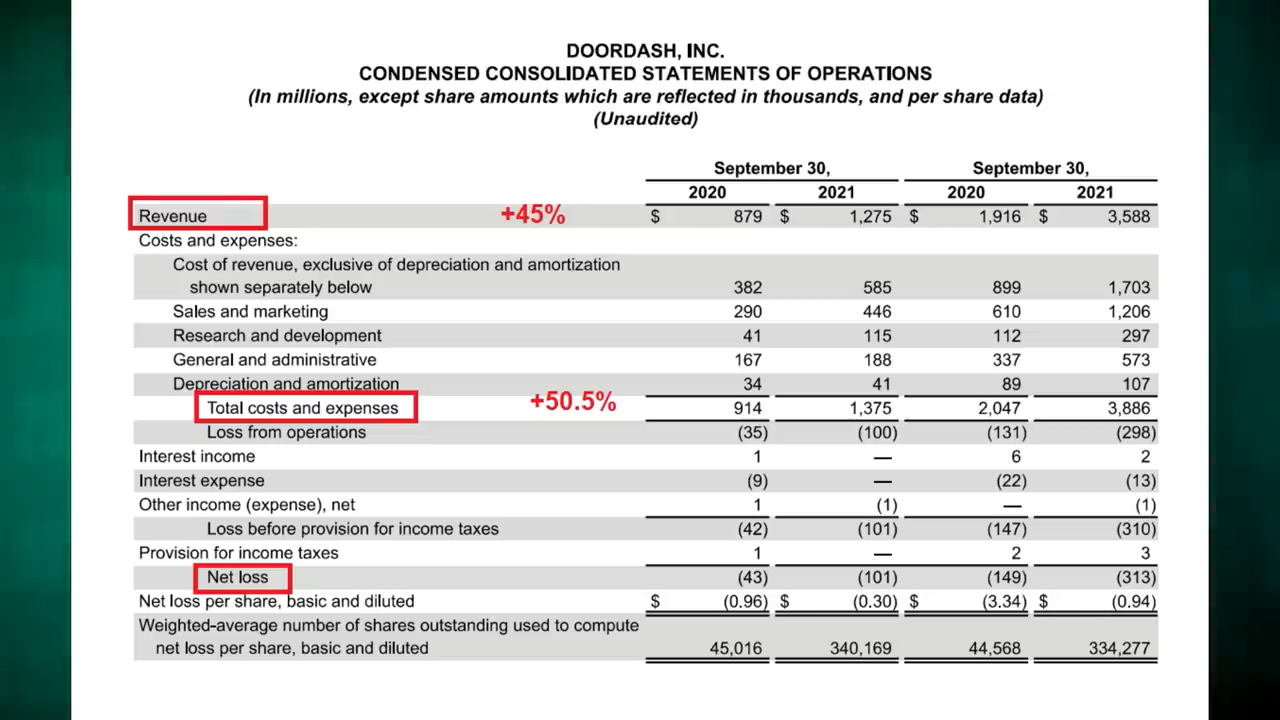 DOORDASH, INC.
CONDENSED CONSOLIDATED STATEMENTS OF OPERATIONS
(In millions, except share amounts which are reflected in thousands, and per share data)
(Unaudited)
September 30, September 30,
2020 2021 2020 2021
Revenue +45% $ 879 $ 1,275 $ 1,916 $ 3,588
Costs and expenses:
Cost of revenue, exclusive of depreciation and amortization
shown separately below 382 585 899 1,703
Sales and marketing 290 446 610 1,206
Research and development 41 115 112 297
General and administrative 167 188 337 573
Depreciation and amortization 34 41 89 107
Total costs and expenses +50.5% 914 1,375 2,047 3,886
Loss from operations (35) (100) (131) (298)
Interest income 1 — 6 2
Interest expense (9) — (22) (13)
Other income (expense), net 1 (1) — (1)
Loss before provision for income taxes (42) (101) (147) (310)
Provision for income taxes 1 — 2 3
Net loss (43) (101) (149) (313)
Net loss per share, basic and diluted $ (0.96) $ (0.30) $ (3.34) $ (0.94)
Weighted-average number of shares outstanding used to compute
net loss per share, basic and diluted 45,016 340,169 44,568 334,277